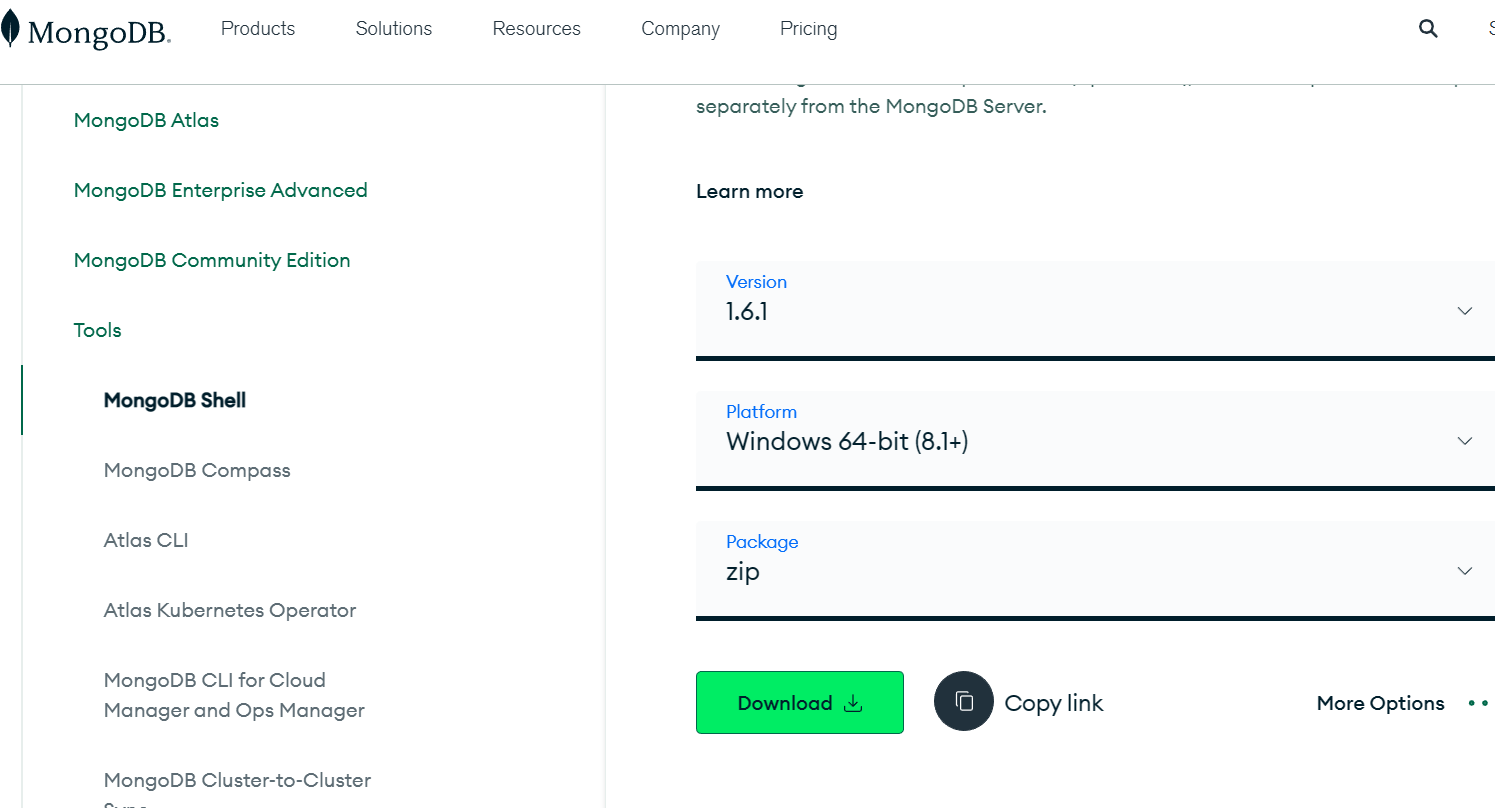 MongoDB.
Products
Solutions
Resources
Company
Pricing
MongoDB Atlas
MongoDB Enterprise Advanced
MongoDB Community Edition
Tools
MongoDB Shell
MongoDB Compass
Atlas CLI
Atlas Kubernetes Operator
MongoDB CLI for Cloud
Manager and Ops Manager
MongoDB Cluster-to-Cluster
separately from the MongoDB Server.
Learn more
Version
1.6.1
Platform
Windows 64-bit (8.1+)
Package
zip
Download
Copy link
More Options